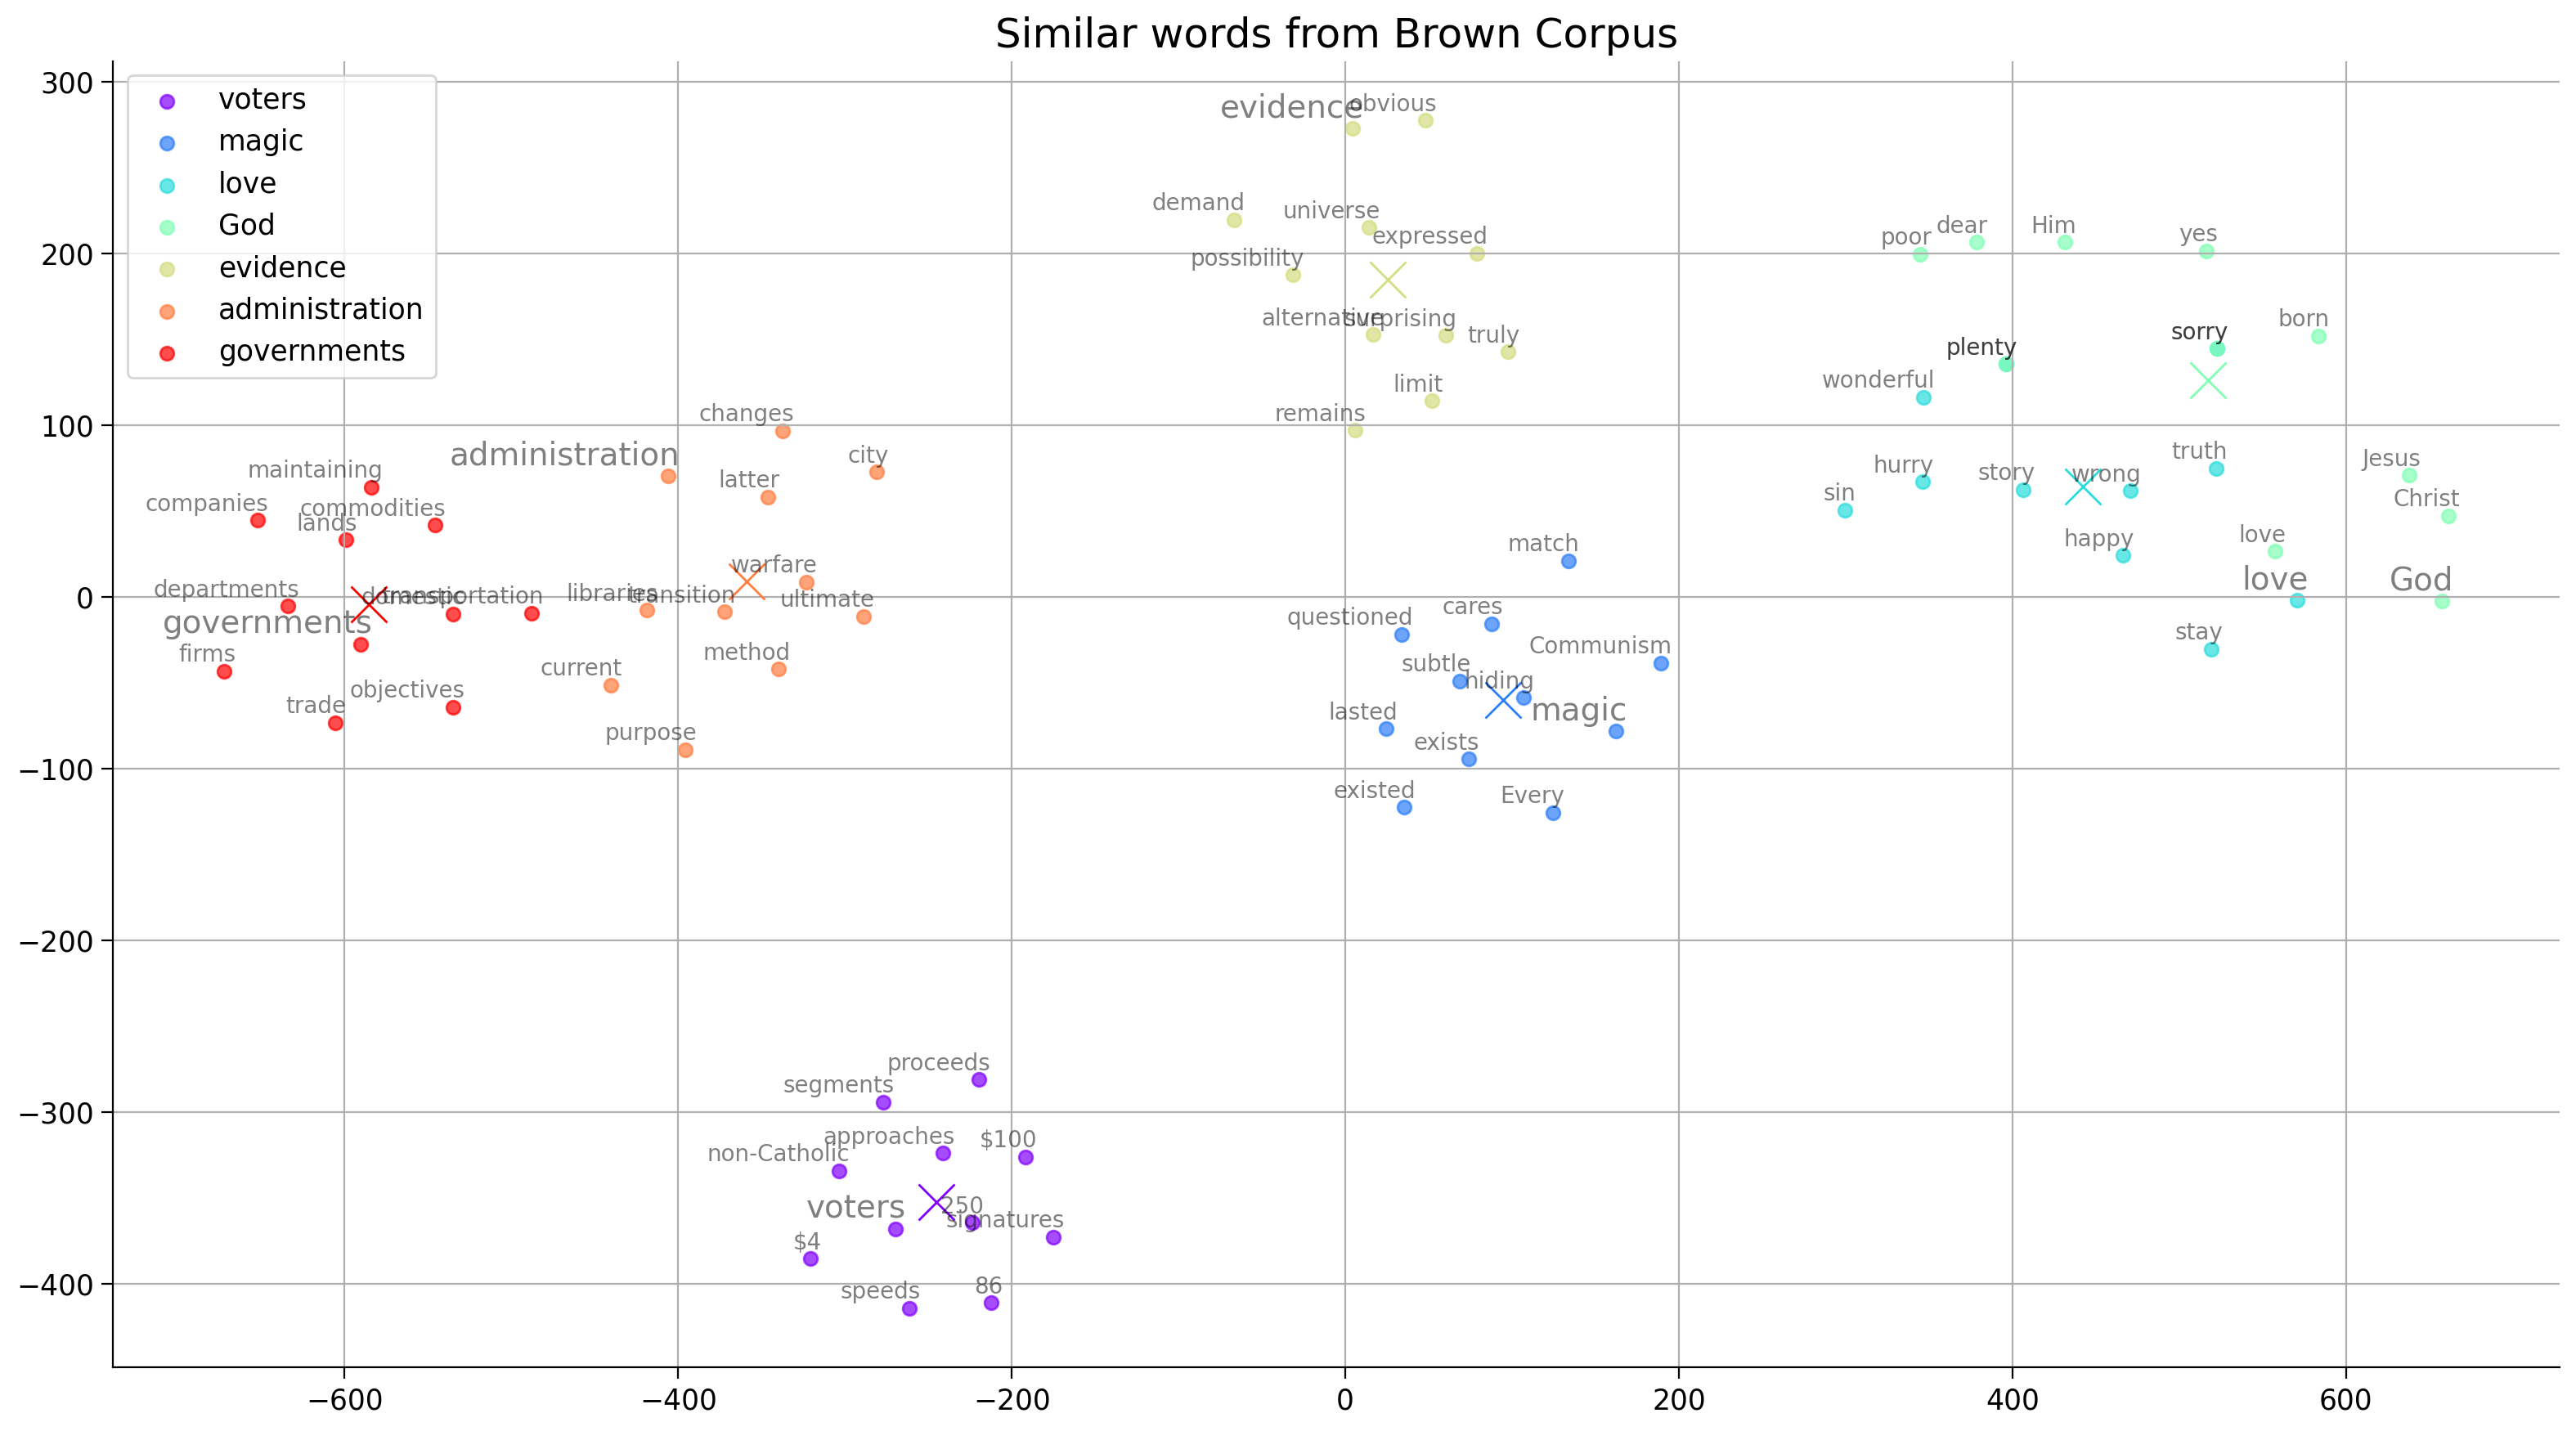 Similar words from Brown Corpus
300
200
100
0
−100
−200
−300
−400
voters
magic
love
God
evidence
administration
governments
evidence
obvious
demand
universe
expressed
possibility
alternative
surprising
truly
limit
remains
poor
dear
Him
yes
born
sorry
plenty
wonderful
truth
hurry
story
wrong
sin
happy
Jesus
Christ
love
love
God
stay
changes
administration
city
latter
warfare
libraries
transition
ultimate
method
current
purpose
maintaining
companies
commodities
lands
departments
domestic
transportation
governments
firms
objectives
trade
match
cares
questioned
Communism
subtle
hiding
magic
lasted
exists
existed
Every
proceeds
segments
approaches
$100
non-Catholic
voters
250
signatures
$4
speeds
86
−600
−400
−200
0
200
400
600